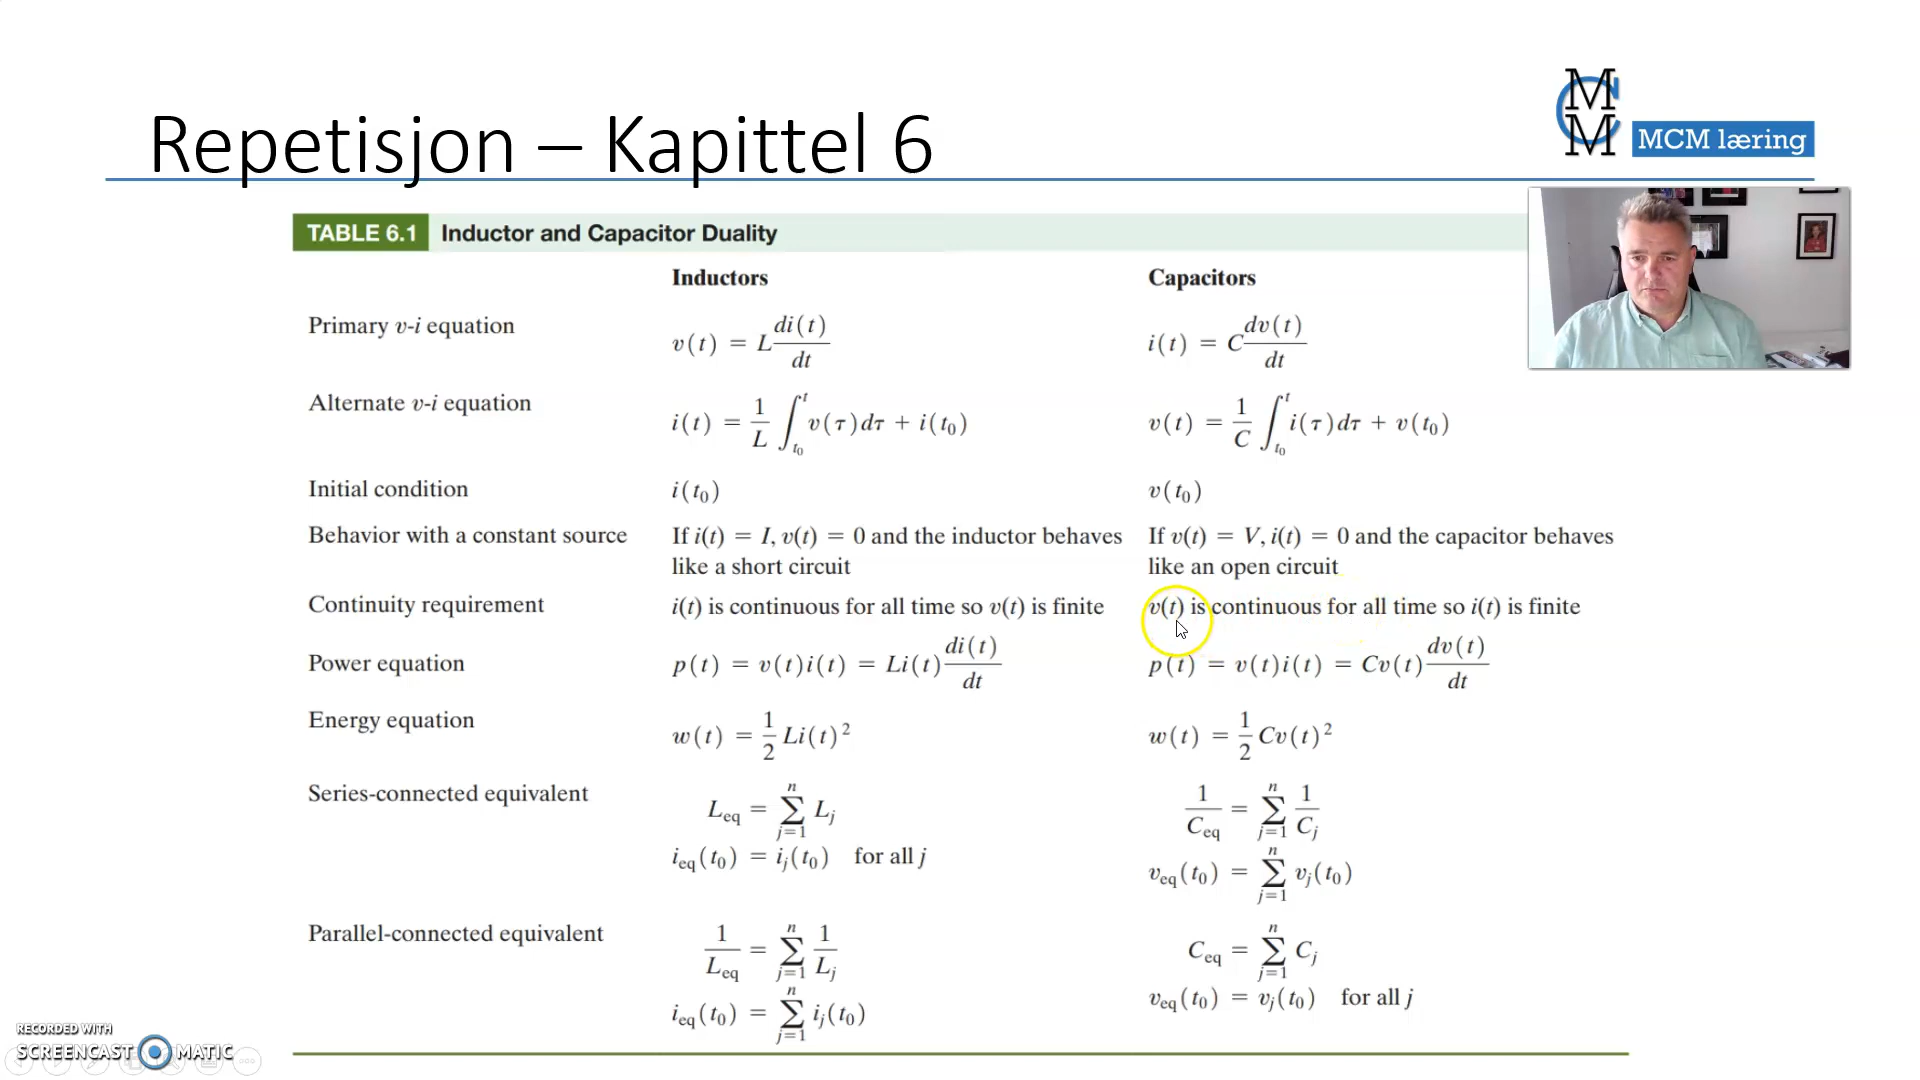 Repetisjon – Kapittel 6
MCM
MCM læring
TABLE 6.1 Inductor and Capacitor Duality
Inductors Capacitors
Primary v-i equation v(t) = L di(t)/dt i(t) = C dv(t)/dt
Alternate v-i equation i(t) = 1/L ∫_{t₀}^{t} v(τ)dτ + i(t₀) v(t) = 1/C ∫_{t₀}^{t} i(τ)dτ + v(t₀)
Initial condition i(t₀) v(t₀)
Behavior with a constant source If i(t) = I, v(t) = 0 and the inductor behaves If v(t) = V, i(t) = 0 and the capacitor behaves
like a short circuit like an open circuit
Continuity requirement i(t) is continuous for all time so v(t) is finite v(t) is continuous for all time so i(t) is finite
Power equation p(t) = v(t)i(t) = Li(t) di(t)/dt p(t) = v(t)i(t) = Cv(t) dv(t)/dt
Energy equation w(t) = 1/2 Li(t)² w(t) = 1/2 Cv(t)²
Series-connected equivalent L_eq = Σ_{j=1}^{n} L_j 1/C_eq = Σ_{j=1}^{n} 1/C_j
i_eq(t₀) = i_j(t₀) for all j v_eq(t₀) = Σ_{j=1}^{n} v_j(t₀)
Parallel-connected equivalent 1/L_eq = Σ_{j=1}^{n} 1/L_j C_eq = Σ_{j=1}^{n} C_j
i_eq(t₀) = Σ_{j=1}^{n} i_j(t₀) v_eq(t₀) = v_j(t₀) for all j
RECORDED WITH
SCREENCAST MATIC